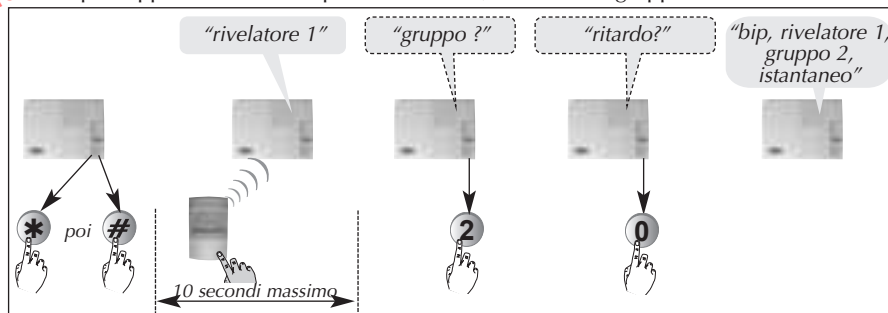 “rivelatore 1”
“gruppo ?”
“ritardo?”
“bip, rivelatore 1,
gruppo 2,
istantaneo”
* poi #
2
0
10 secondi massimo